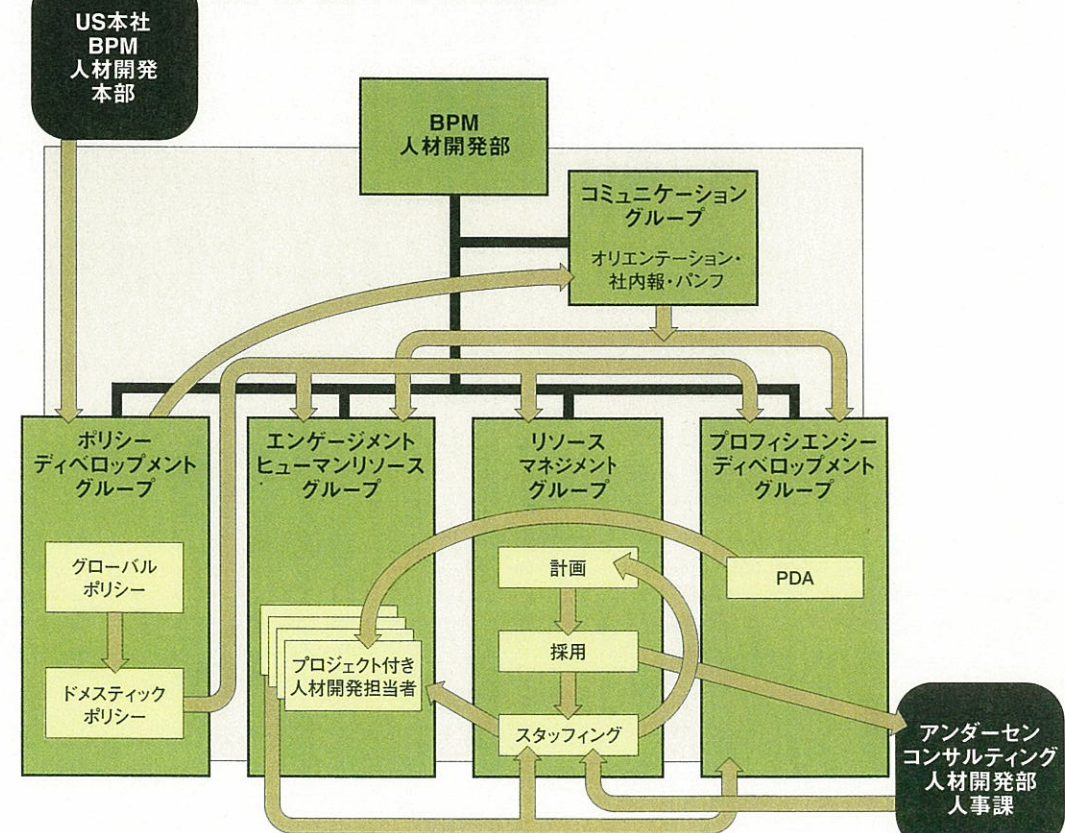 US本社
BPM
人材開発
本部
BPM
人材開発部
コミュニケーション
グループ
オリエンテーション・
社内報・パンフ
ポリシー
ディベロップメント
グループ
グローバル
ポリシー
ドメスティック
ポリシー
エンゲージメント
ヒューマンリソース
グループ
プロジェクト付き
人材開発担当者
リソース
マネジメント
グループ
計画
採用
スタッフィング
プロフィシエンシー
ディベロップメント
グループ
PDA
アンダーセン
コンサルティング
人材開発部
人事課